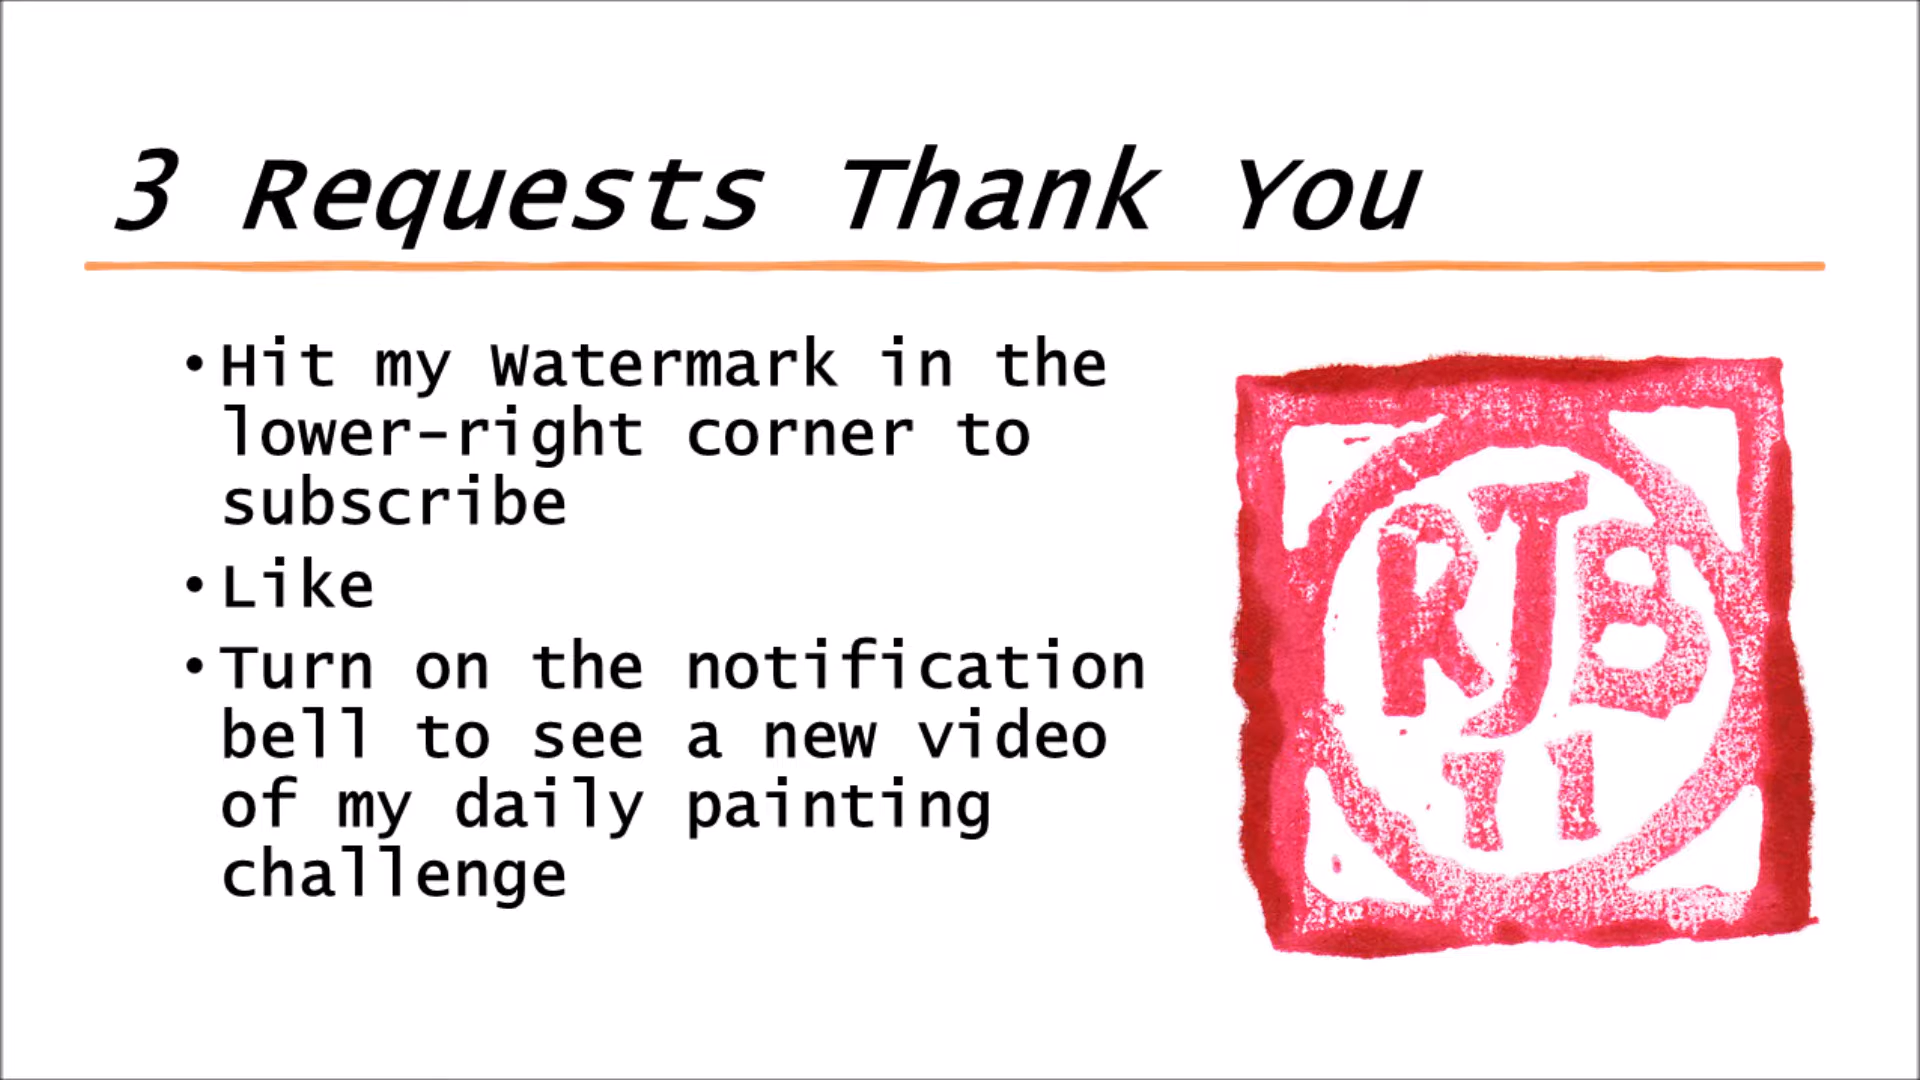 3 Requests Thank You
• Hit my Watermark in the
lower-right corner to
subscribe
• Like
• Turn on the notification
bell to see a new video
of my daily painting
challenge
RJB
11